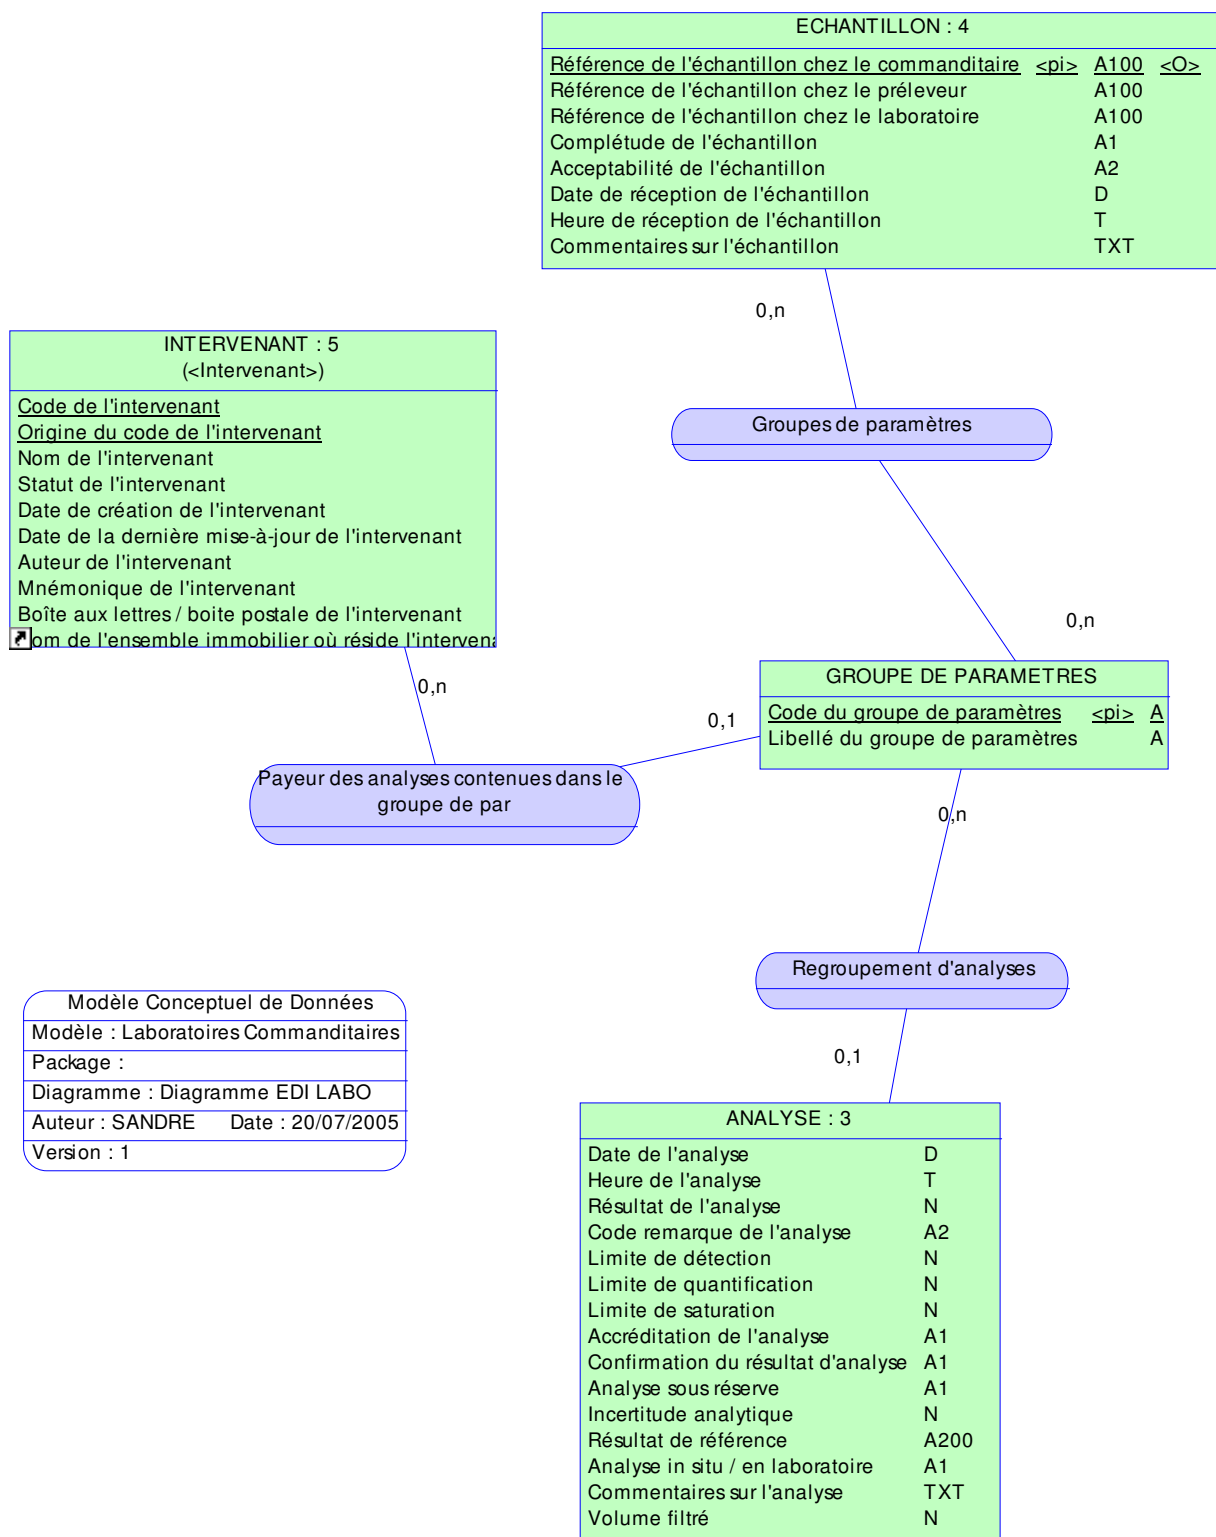 ECHANTILLON : 4
Référence de l'échantillon chez le commanditaire <pi> A100 <O>
Référence de l'échantillon chez le préleveur A100
Référence de l'échantillon chez le laboratoire A100
Complétude de l'échantillon A1
Acceptabilité de l'échantillon A2
Date de réception de l'échantillon D
Heure de réception de l'échantillon T
Commentaires sur l'échantillon TXT
0,n
INTERVENANT : 5
(<Intervenant>)
Code de l'intervenant
Origine du code de l'intervenant
Nom de l'intervenant
Statut de l'intervenant
Date de création de l'intervenant
Date de la dernière mise-à-jour de l'intervenant
Auteur de l'intervenant
Mnémonique de l'intervenant
Boîte aux lettres / boite postale de l'intervenant
om de l'ensemble immobilier où réside l'intervena
Groupes de paramètres
0,n
0,n
0,1
GROUPE DE PARAMETRES
Code du groupe de paramètres <pi> A
Libellé du groupe de paramètres A
Payeur des analyses contenues dans le
groupe de par
0,n
Regroupement d'analyses
0,1
Modèle Conceptuel de Données
Modèle : Laboratoires Commanditaires
Package :
Diagramme : Diagramme EDI LABO
Auteur : SANDRE Date : 20/07/2005
Version : 1
ANALYSE : 3
Date de l'analyse D
Heure de l'analyse T
Résultat de l'analyse N
Code remarque de l'analyse A2
Limite de détection N
Limite de quantification N
Limite de saturation N
Accréditation de l'analyse A1
Confirmation du résultat d'analyse A1
Analyse sous réserve A1
Incertitude analytique N
Résultat de référence A200
Analyse in situ / en laboratoire A1
Commentaires sur l'analyse TXT
Volume filtré N